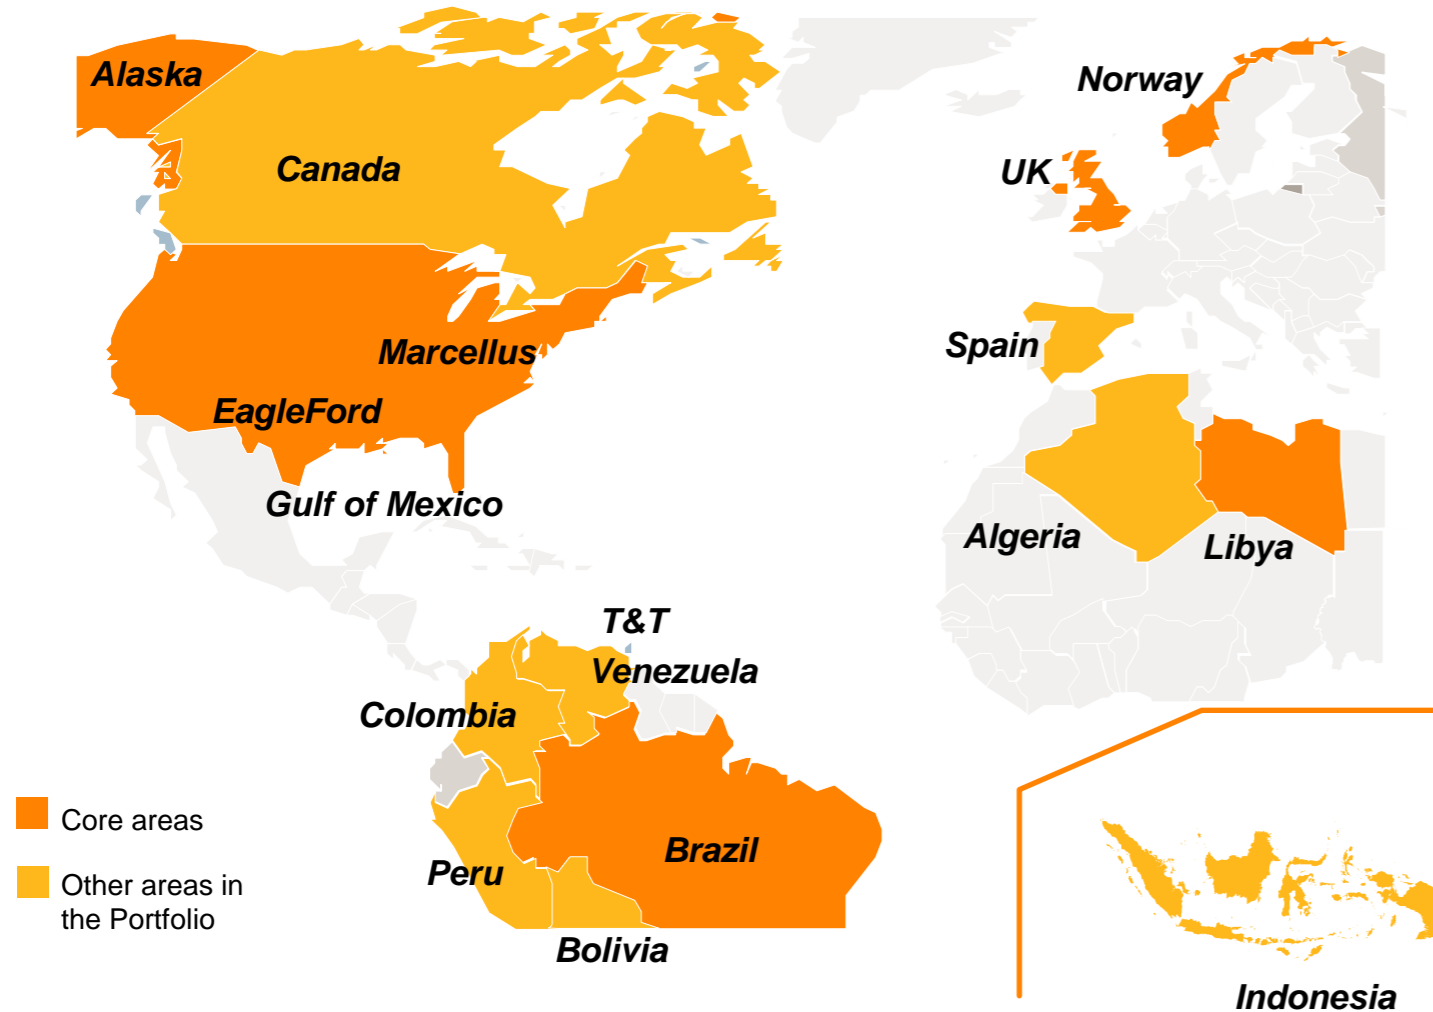 Alaska
Norway
Canada
UK
Spain
Marcellus
EagleFord
Gulf of Mexico
Algeria
Libya
T&T
Venezuela
Colombia
Core areas
Brazil
Peru
Other areas in
the Portfolio
Bolivia
Indonesia